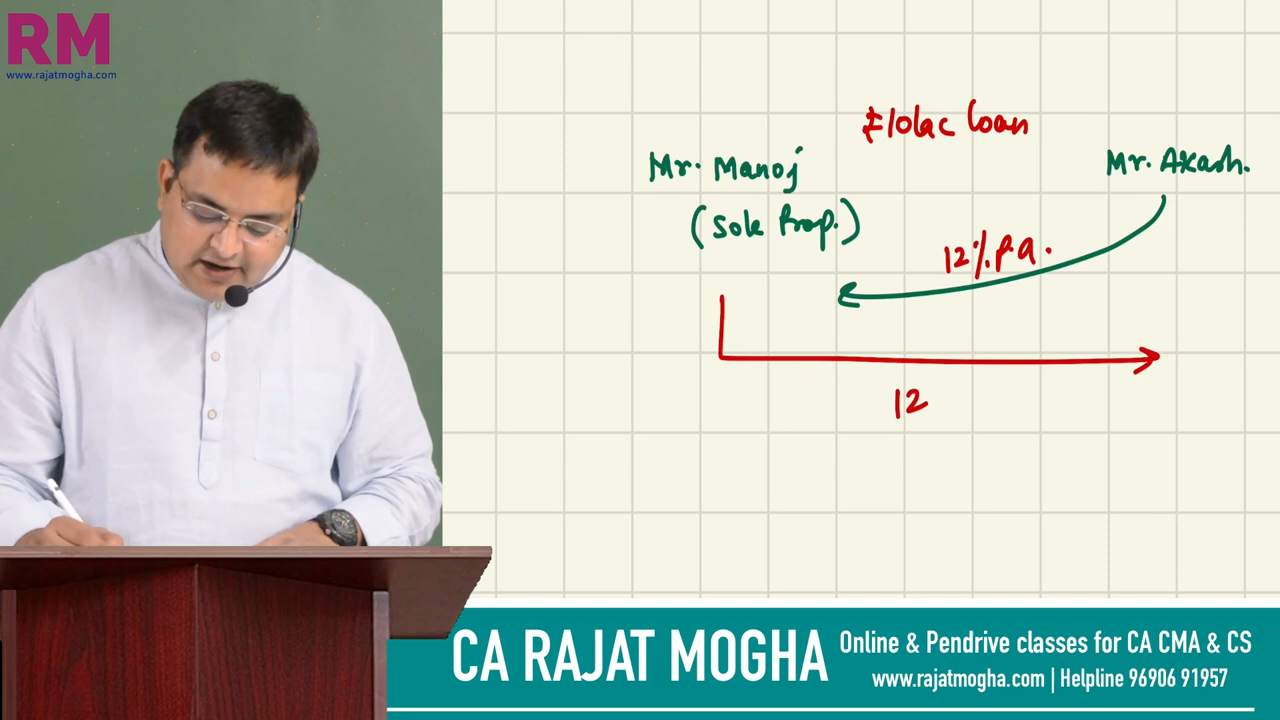 RM
www.rajatmogha.com
₹10lac loan
Mr. Manoj
Mr. Akash.
(Sole Prop.)
12% P.a.
12
CA RAJAT MOGHA
Online & Pendrive classes for CA CMA & CS
www.rajatmogha.com | Helpline 96906 91957